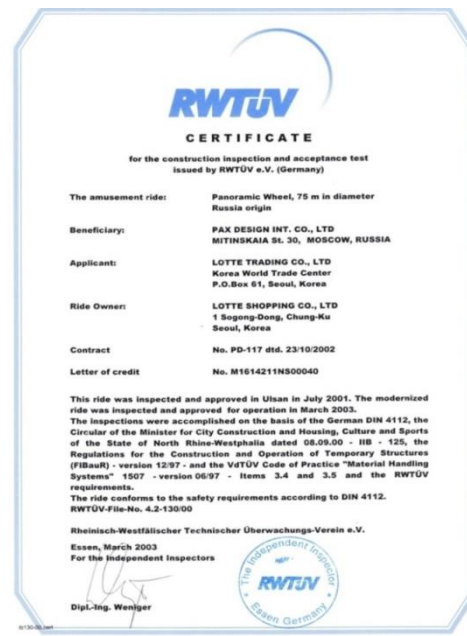 RWTÜV
CERTIFICATE
for the construction inspection and acceptance test
issued by RWTÜV e.V. (Germany)
The amusement ride: Panoramic Wheel, 75 m in diameter
Russia origin
Beneficiary: PAX DESIGN INT. CO., LTD
MITINSKAIA St. 30, MOSCOW, RUSSIA
Applicant: LOTTE TRADING CO., LTD
Korea World Trade Center
P.O.Box 61, Seoul, Korea
Ride Owner: LOTTE SHOPPING CO., LTD
1 Sogong-Dong, Chung-Ku
Seoul, Korea
Contract No. PD-117 dtd. 23/10/2002
Letter of credit No. M1614211NS00040
This ride was inspected and approved in Ulsan in July 2001. The modernized
ride was inspected and approved for operation in March 2003.
The inspections were accomplished on the basis of the German DIN 4112, the
Circular of the Minister for City Construction and Housing, Culture and Sports
of the State of North Rhine-Westphalia dated 08.09.00 - IIB - 125, the
Regulations for the Construction and Operation of Temporary Structures
(FlBauR) - version 12/97 - and the VdTÜV Code of Practice "Material Handling
Systems" 1507 - version 06/97 - Items 3.4 and 3.5 and the RWTÜV
requirements.
The ride conforms to the safety requirements according to DIN 4112.
RWTÜV-File-No. 4.2-130/00
Rheinisch-Westfälischer Technischer Überwachungs-Verein e.V.
Essen, March 2003
For the Independent Inspectors
The Independent Inspector
RWTÜV
Essen Germany
Dipl.-Ing. Weniger